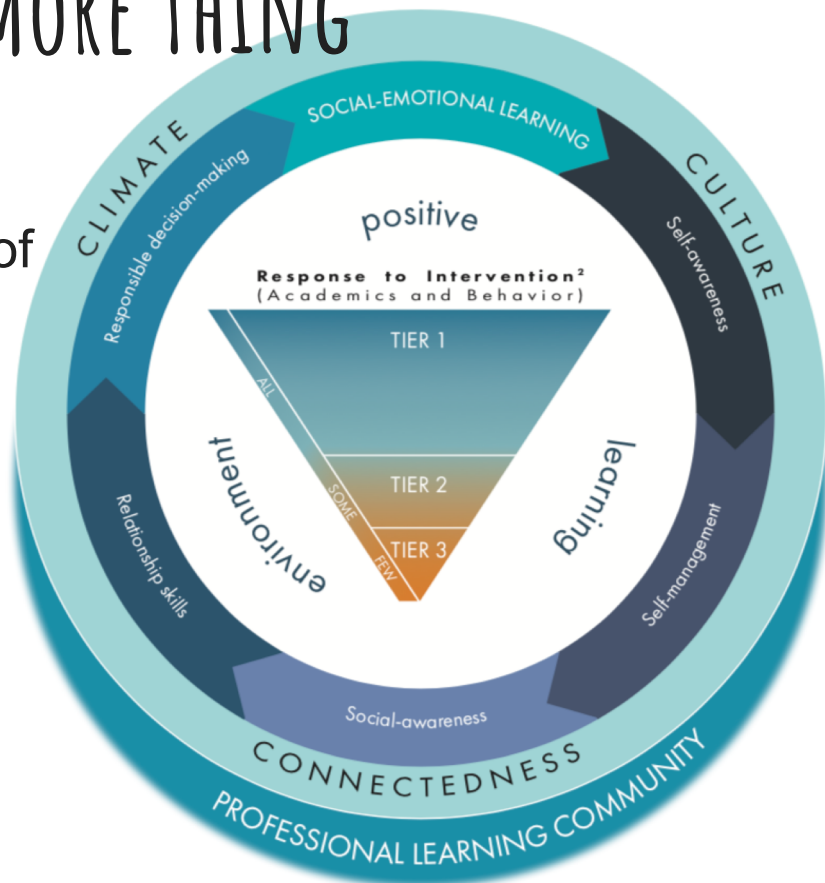 MORE THING
of
CLIMATE
CULTURE
CONNECTEDNESS
PROFESSIONAL LEARNING COMMUNITY
SOCIAL-EMOTIONAL LEARNING
Self-awareness
Self-management
Social-awareness
Relationship skills
Responsible decision-making
positive
learning
environment
Response to Intervention²
(Academics and Behavior)
TIER 1
ALL
TIER 2
SOME
TIER 3
FEW